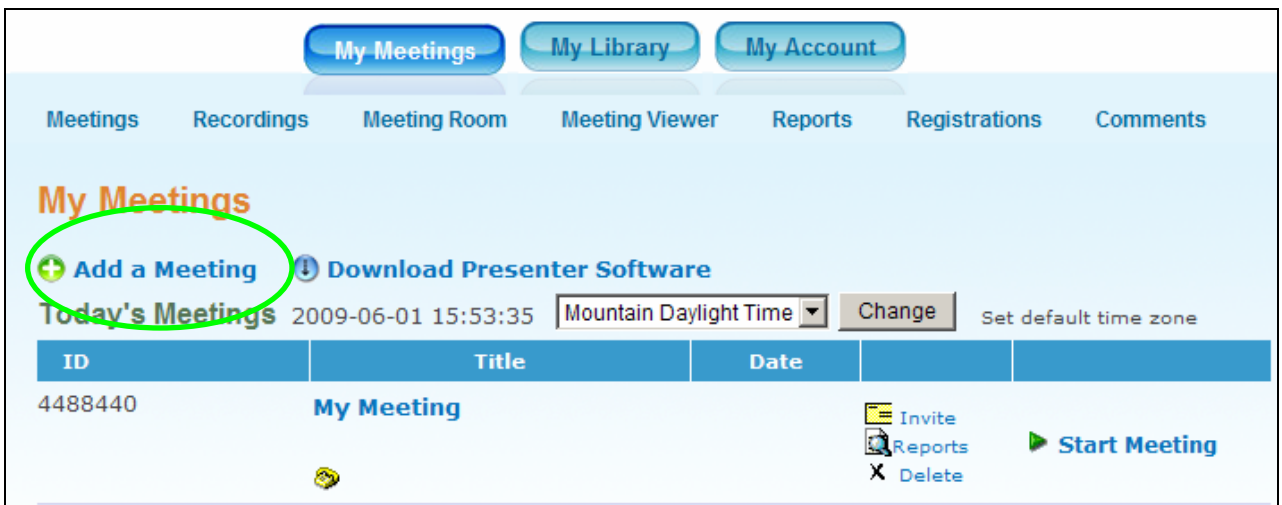 My Meetings My Library My Account
Meetings Recordings Meeting Room Meeting Viewer Reports Registrations Comments
My Meetings
Add a Meeting Download Presenter Software
Today's Meetings 2009-06-01 15:53:35 Mountain Daylight Time Change Set default time zone
ID Title Date
4488440 My Meeting
Invite
Reports Start Meeting
X Delete